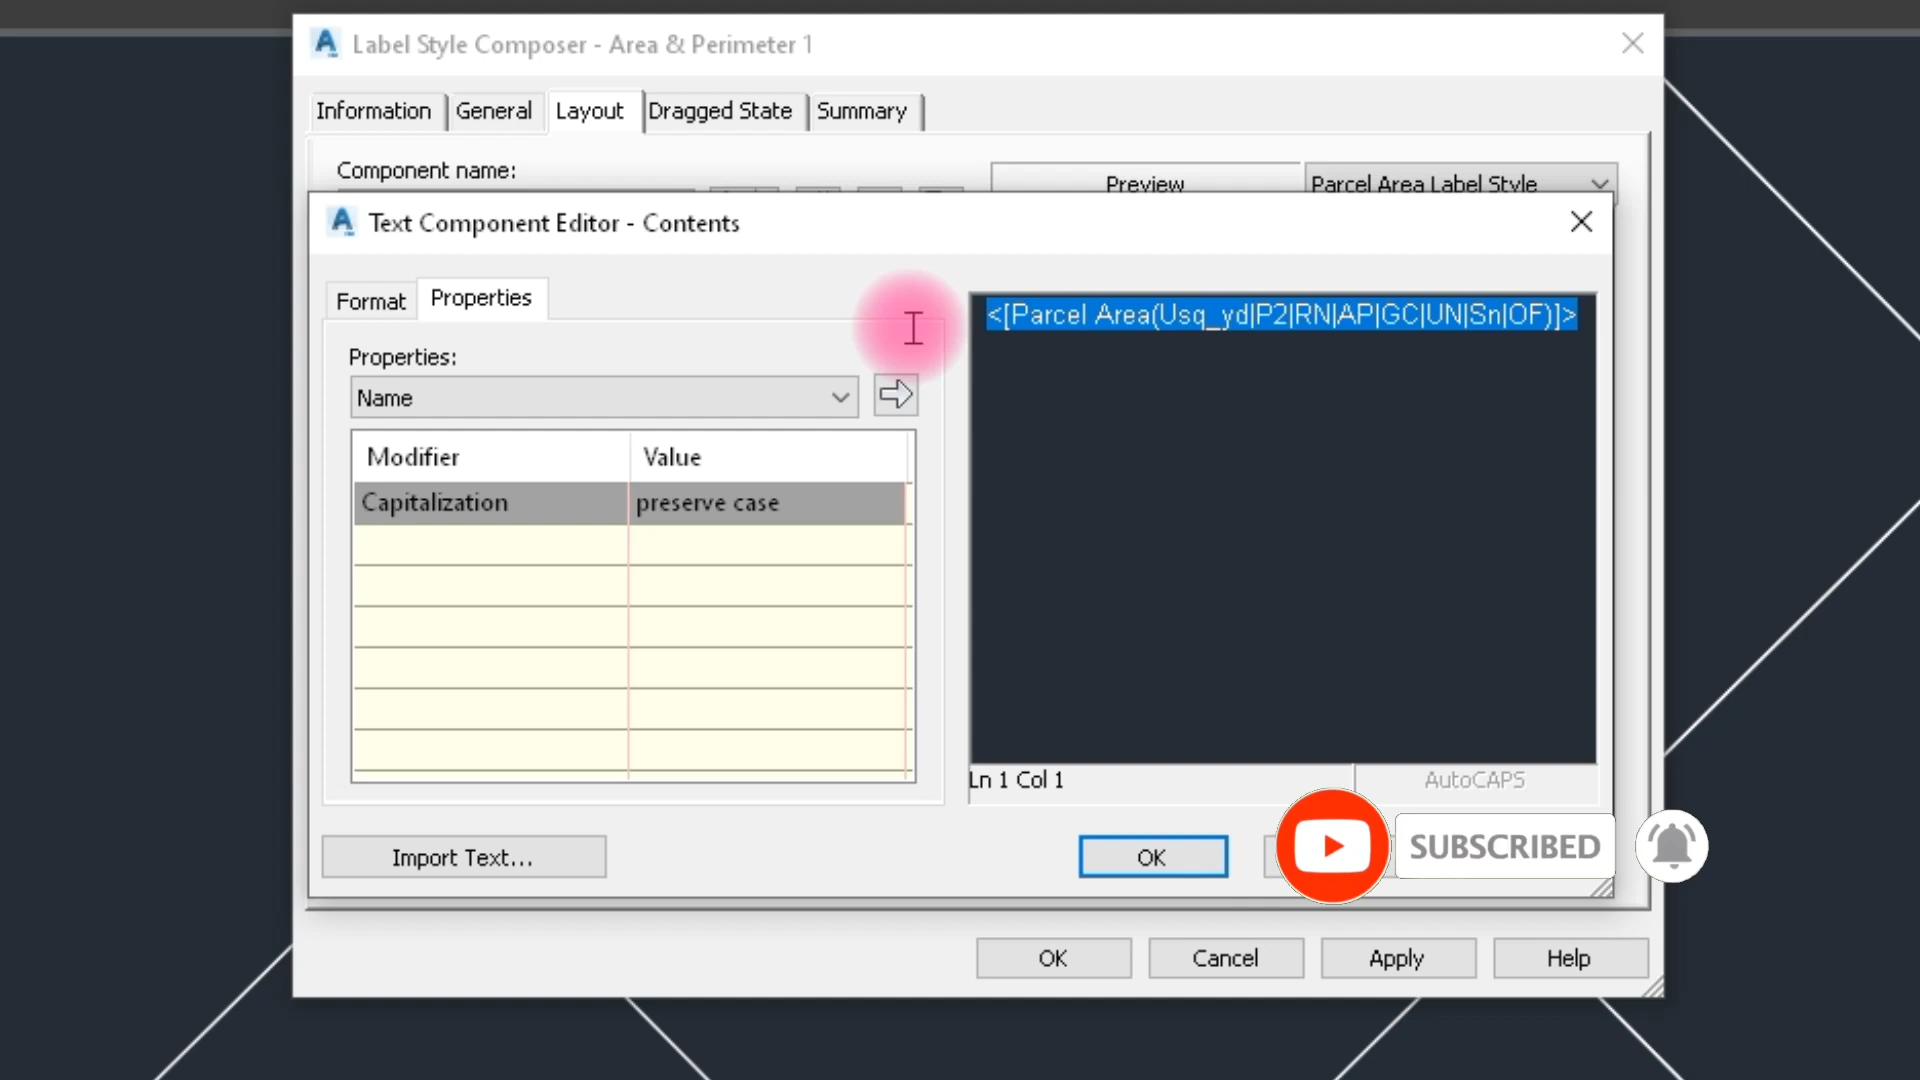 Label Style Composer - Area & Perimeter 1
Information
General
Layout
Dragged State
Summary
Component name:
Preview
Parcel Area Label Style
Text Component Editor - Contents
Format
Properties
Properties:
Name
Modifier
Value
Capitalization
preserve case
<[Parcel Area(Usq_yd|P2|RN|AP|GC|UN|Sn|OF)]>
Ln 1 Col 1
AutoCAPS
Import Text...
OK
SUBSCRIBED
OK
Cancel
Apply
Help